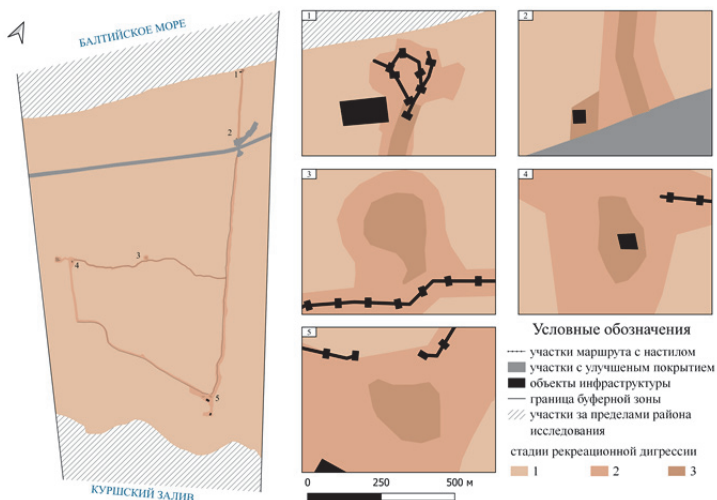 БАЛТИЙСКОЕ МОРЕ
1
2
3
4
5
КУРШСКИЙ ЗАЛИВ
1
2
3
4
5
Условные обозначения
участки маршрута с настилом
участки с улучшеным покрытием
объекты инфраструктуры
граница буферной зоны
участки за пределами района
исследования
стадии рекреационной дигрессии
1 2 3
0 250 500 м